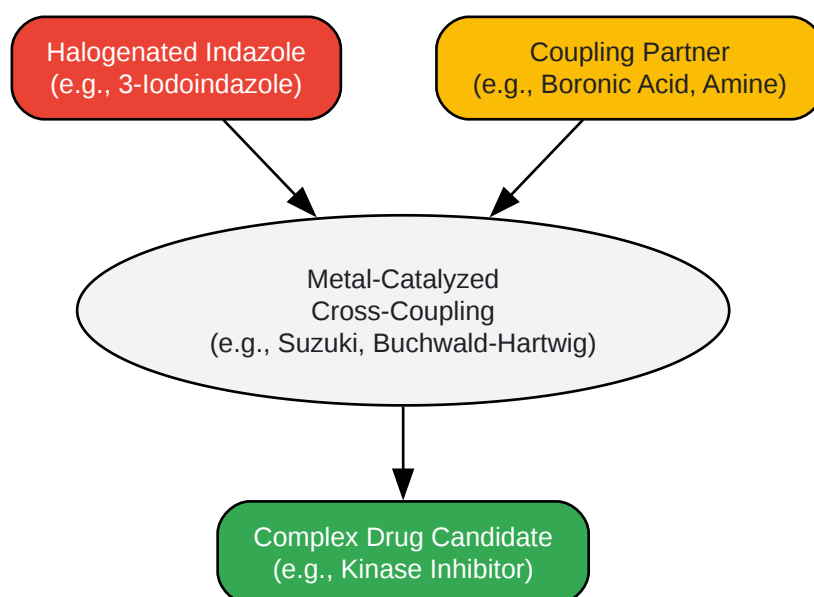 Halogenated Indazole
(e.g., 3-Iodoindazole)
Coupling Partner
(e.g., Boronic Acid, Amine)
Metal-Catalyzed
Cross-Coupling
(e.g., Suzuki, Buchwald-Hartwig)
Complex Drug Candidate
(e.g., Kinase Inhibitor)